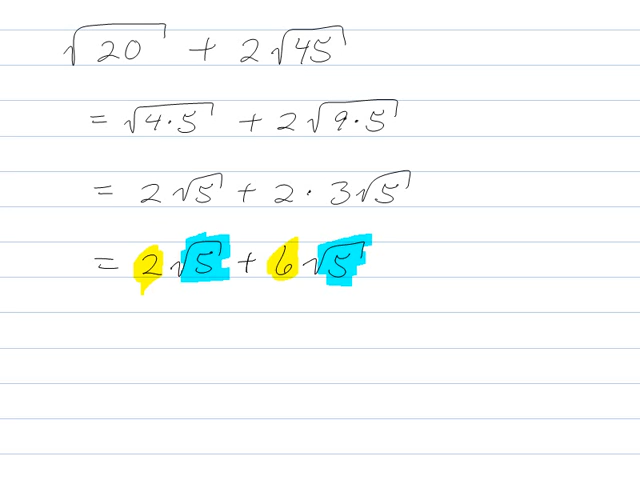 √20 + 2√45
= √4·5 + 2√9·5
= 2√5 + 2·3√5
= 2√5 + 6√5